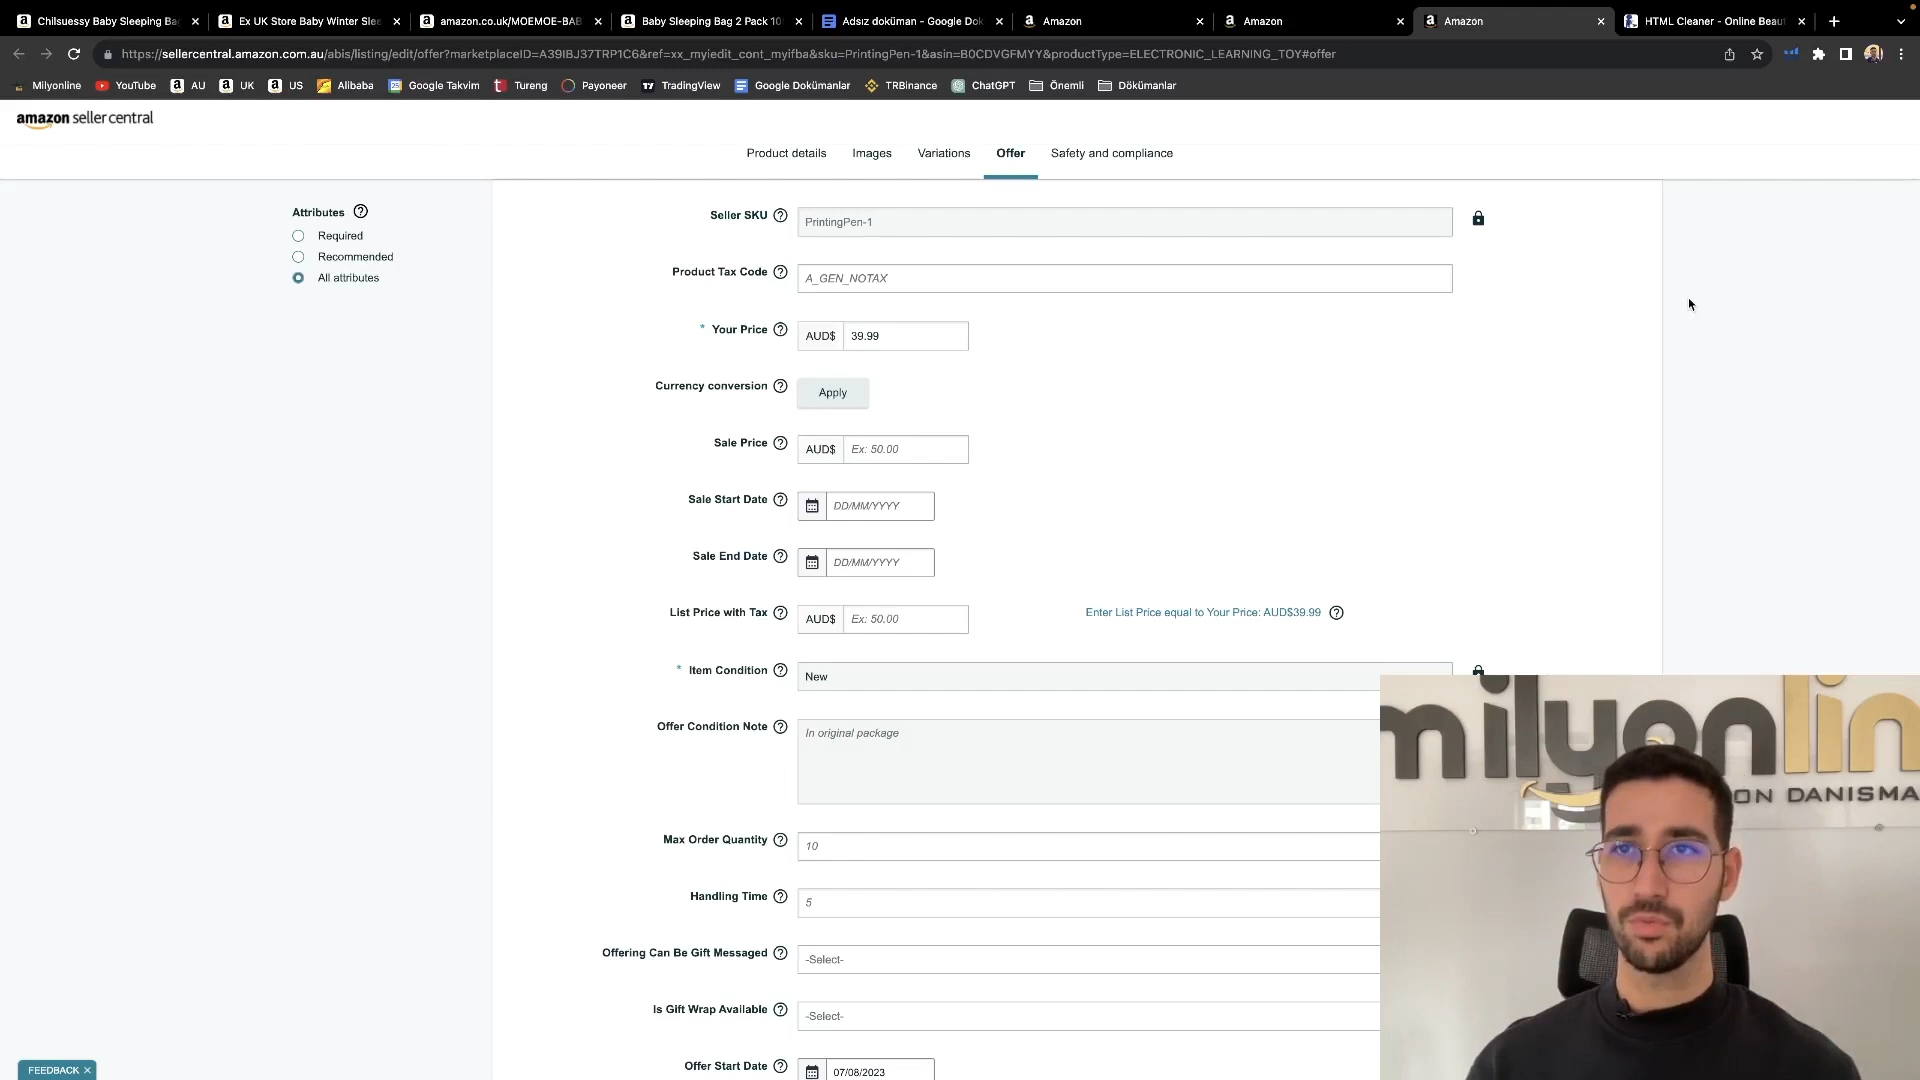 Chilsuessy Baby Sleeping Ba
Ex UK Store Baby Winter Slee
amazon.co.uk/MOEMOE-BAB
Baby Sleeping Bag 2 Pack 10
Adsız doküman - Google Dok
Amazon
Amazon
Amazon
HTML Cleaner - Online Beau
https://sellercentral.amazon.com.au/abis/listing/edit/offer?marketplaceID=A39IBJ37TRP1C6&ref=xx_myiedit_cont_myifba&sku=PrintingPen-1&asin=B0CDVGFMYY&productType=ELECTRONIC_LEARNING_TOY#offer
Milyonline
YouTube
AU
UK
US
Alibaba
Google Takvim
Tureng
Payoneer
TradingView
Google Dokümanlar
TRBinance
ChatGPT
Önemli
Dökümanlar
amazon seller central
Product details
Images
Variations
Offer
Safety and compliance
Attributes
Required
Recommended
All attributes
Seller SKU
PrintingPen-1
Product Tax Code
A_GEN_NOTAX
* Your Price
AUD$ 39.99
Currency conversion
Apply
Sale Price
AUD$ Ex: 50.00
Sale Start Date
DD/MM/YYYY
Sale End Date
DD/MM/YYYY
List Price with Tax
AUD$ Ex: 50.00
Enter List Price equal to Your Price: AUD$39.99
* Item Condition
New
Offer Condition Note
In original package
Max Order Quantity
10
Handling Time
5
Offering Can Be Gift Messaged
-Select-
Is Gift Wrap Available
-Select-
Offer Start Date
07/08/2023
FEEDBACK
milyonlin
ON DANISMA